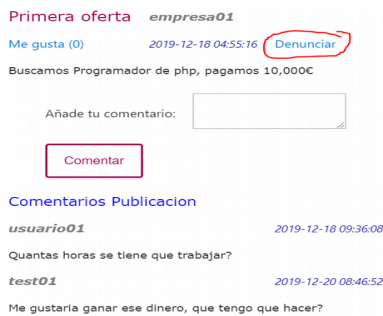 Primera oferta empresa01
Me gusta (0) 2019-12-18 04:55:16 Denunciar
Buscamos Programador de php, pagamos 10,000€
Añade tu comentario:
Comentar
Comentarios Publicacion
usuario01 2019-12-18 09:36:08
Quantas horas se tiene que trabajar?
test01 2019-12-20 08:46:52
Me gustaria ganar ese dinero, que tengo que hacer?